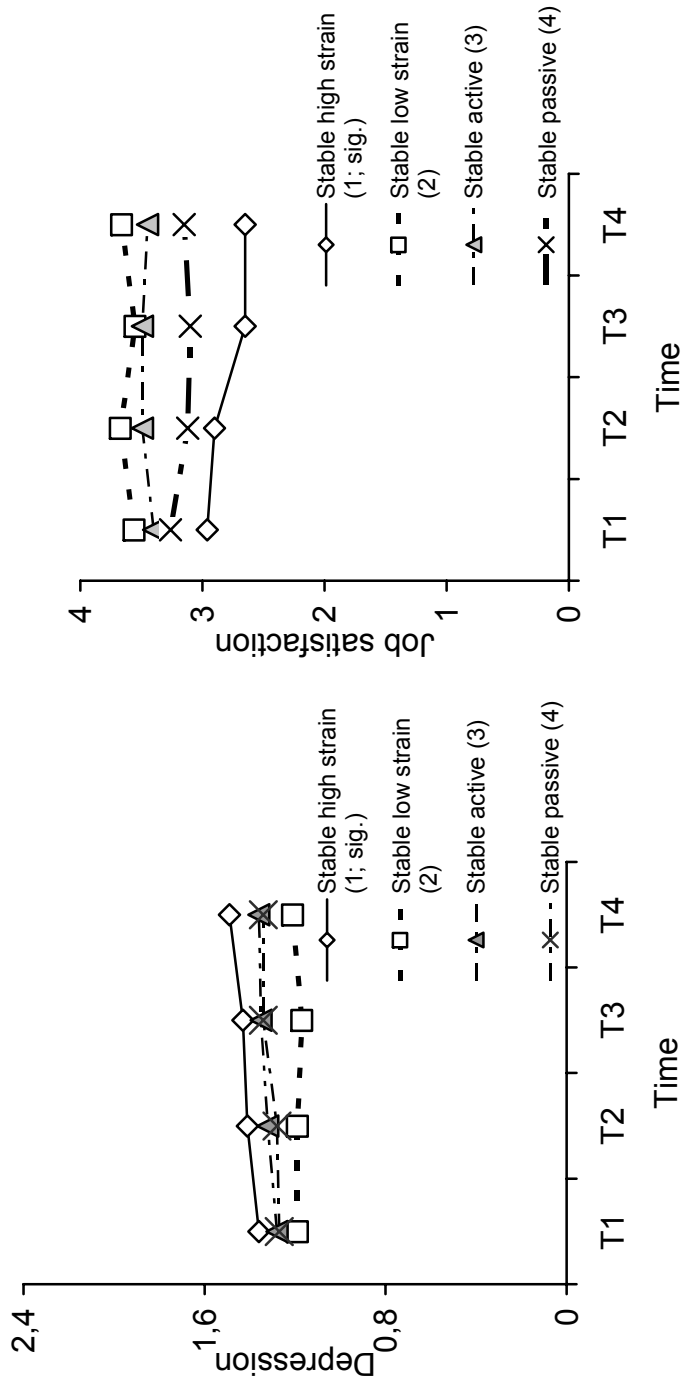 2,4
1,6
0,8
0
Depression
T1 T2 T3 T4
Time
Stable high strain
(1; sig.)
Stable low strain
(2)
Stable active (3)
Stable passive (4)
4
3
2
1
0
Job satisfaction
T1 T2 T3 T4
Time
Stable high strain
(1; sig.)
Stable low strain
(2)
Stable active (3)
Stable passive (4)